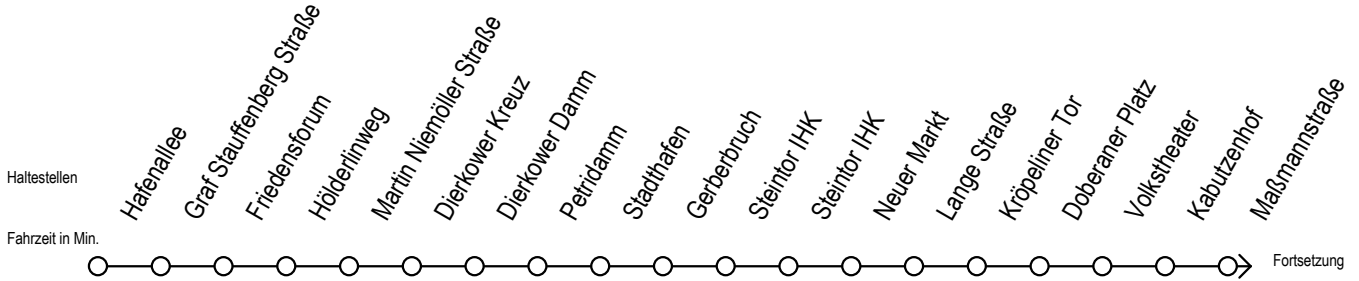 Haltestellen
Hafenallee
Graf Stauffenberg Straße
Friedensforum
Hölderlinweg
Martin Niemöller Straße
Dierkower Kreuz
Dierkower Damm
Petridamm
Stadthafen
Gerberbruch
Steintor IHK
Steintor IHK
Neuer Markt
Lange Straße
Kröpeliner Tor
Doberaner Platz
Volkstheater
Kabutzenhof
Maßmannstraße
Fahrzeit in Min.
Fortsetzung